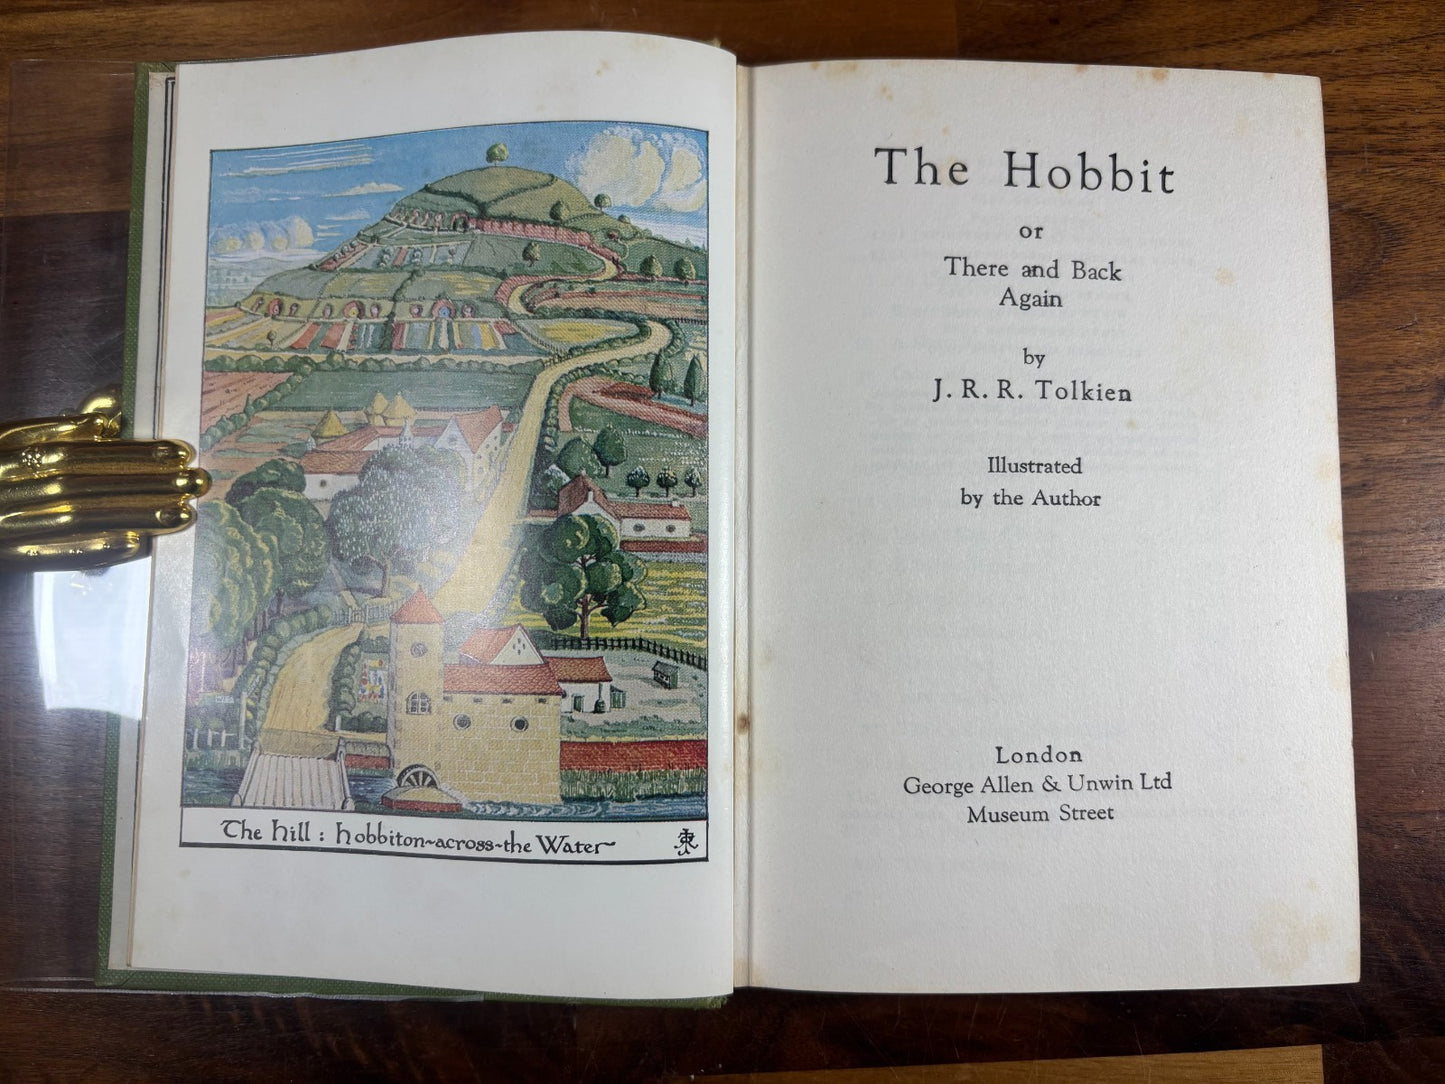 The Hill : Hobbiton-across-the Water
The Hobbit
or
There and Back
Again
by
J. R. R. Tolkien
Illustrated
by the Author
London
George Allen & Unwin Ltd
Museum Street